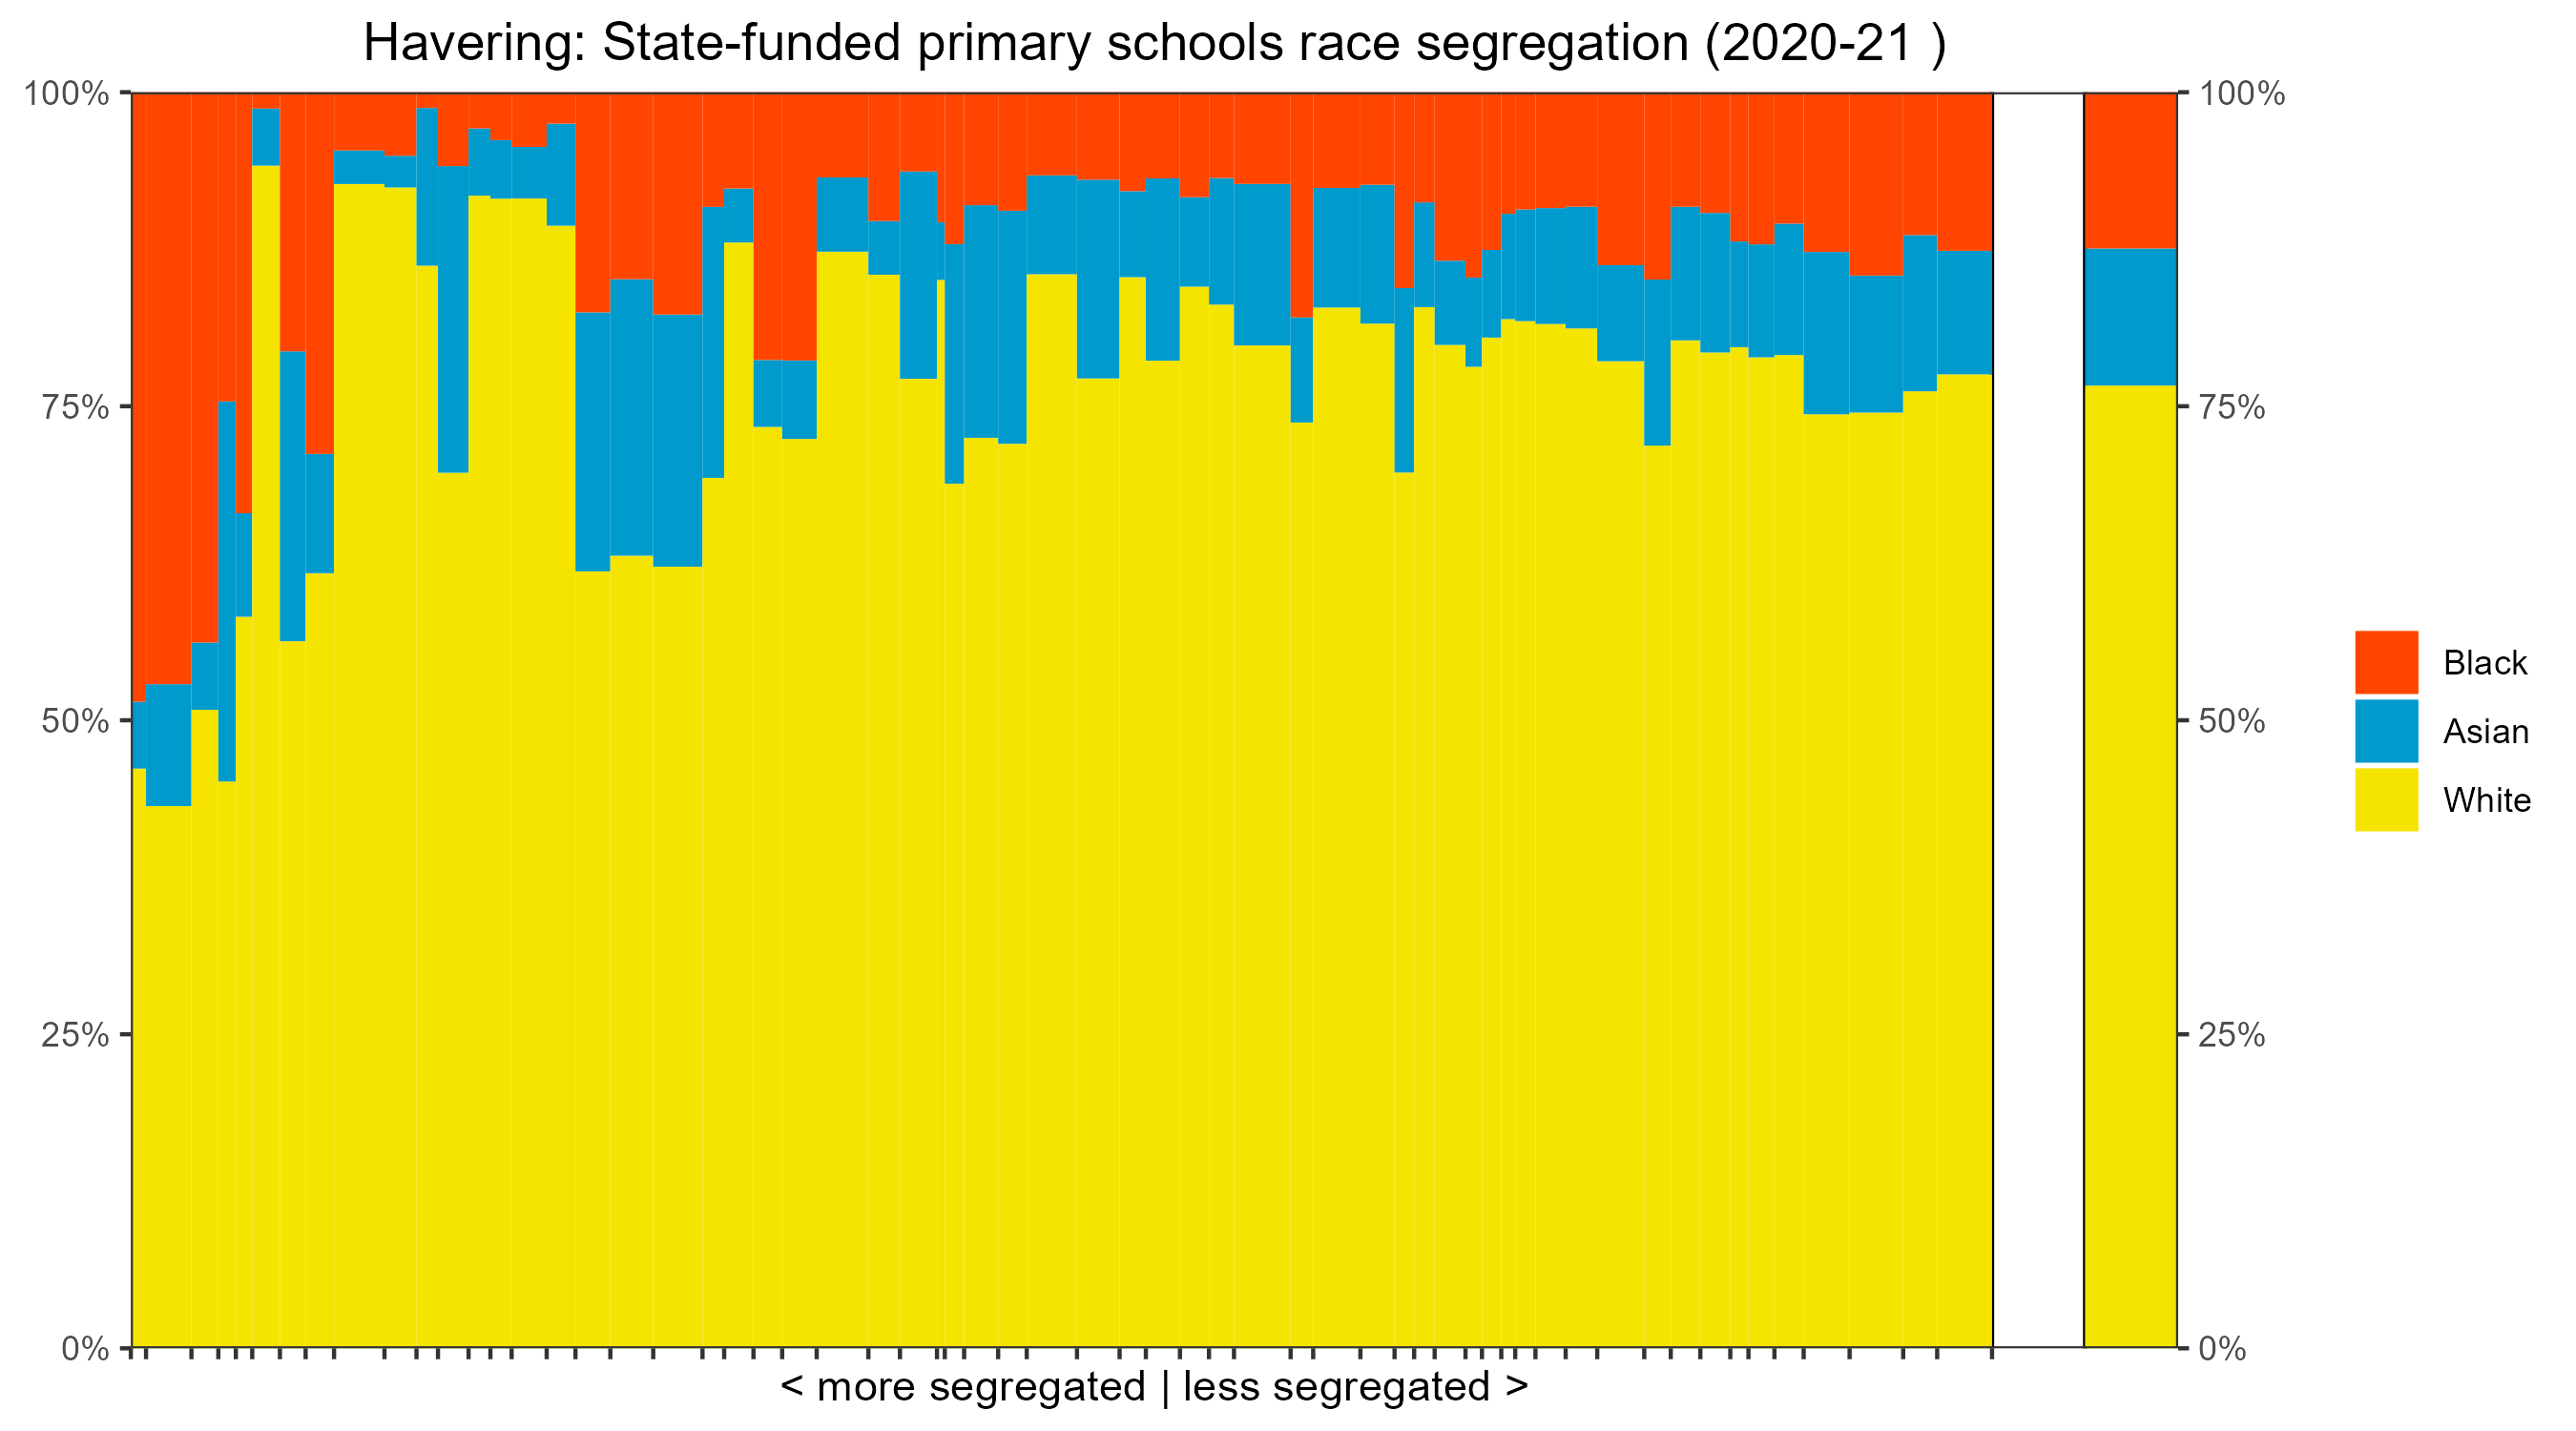 Havering: State-funded primary schools race segregation (2020-21 )
100%
100%
75%
75%
50%
50%
25%
25%
0%
0%
Black
Asian
White
< more segregated | less segregated >